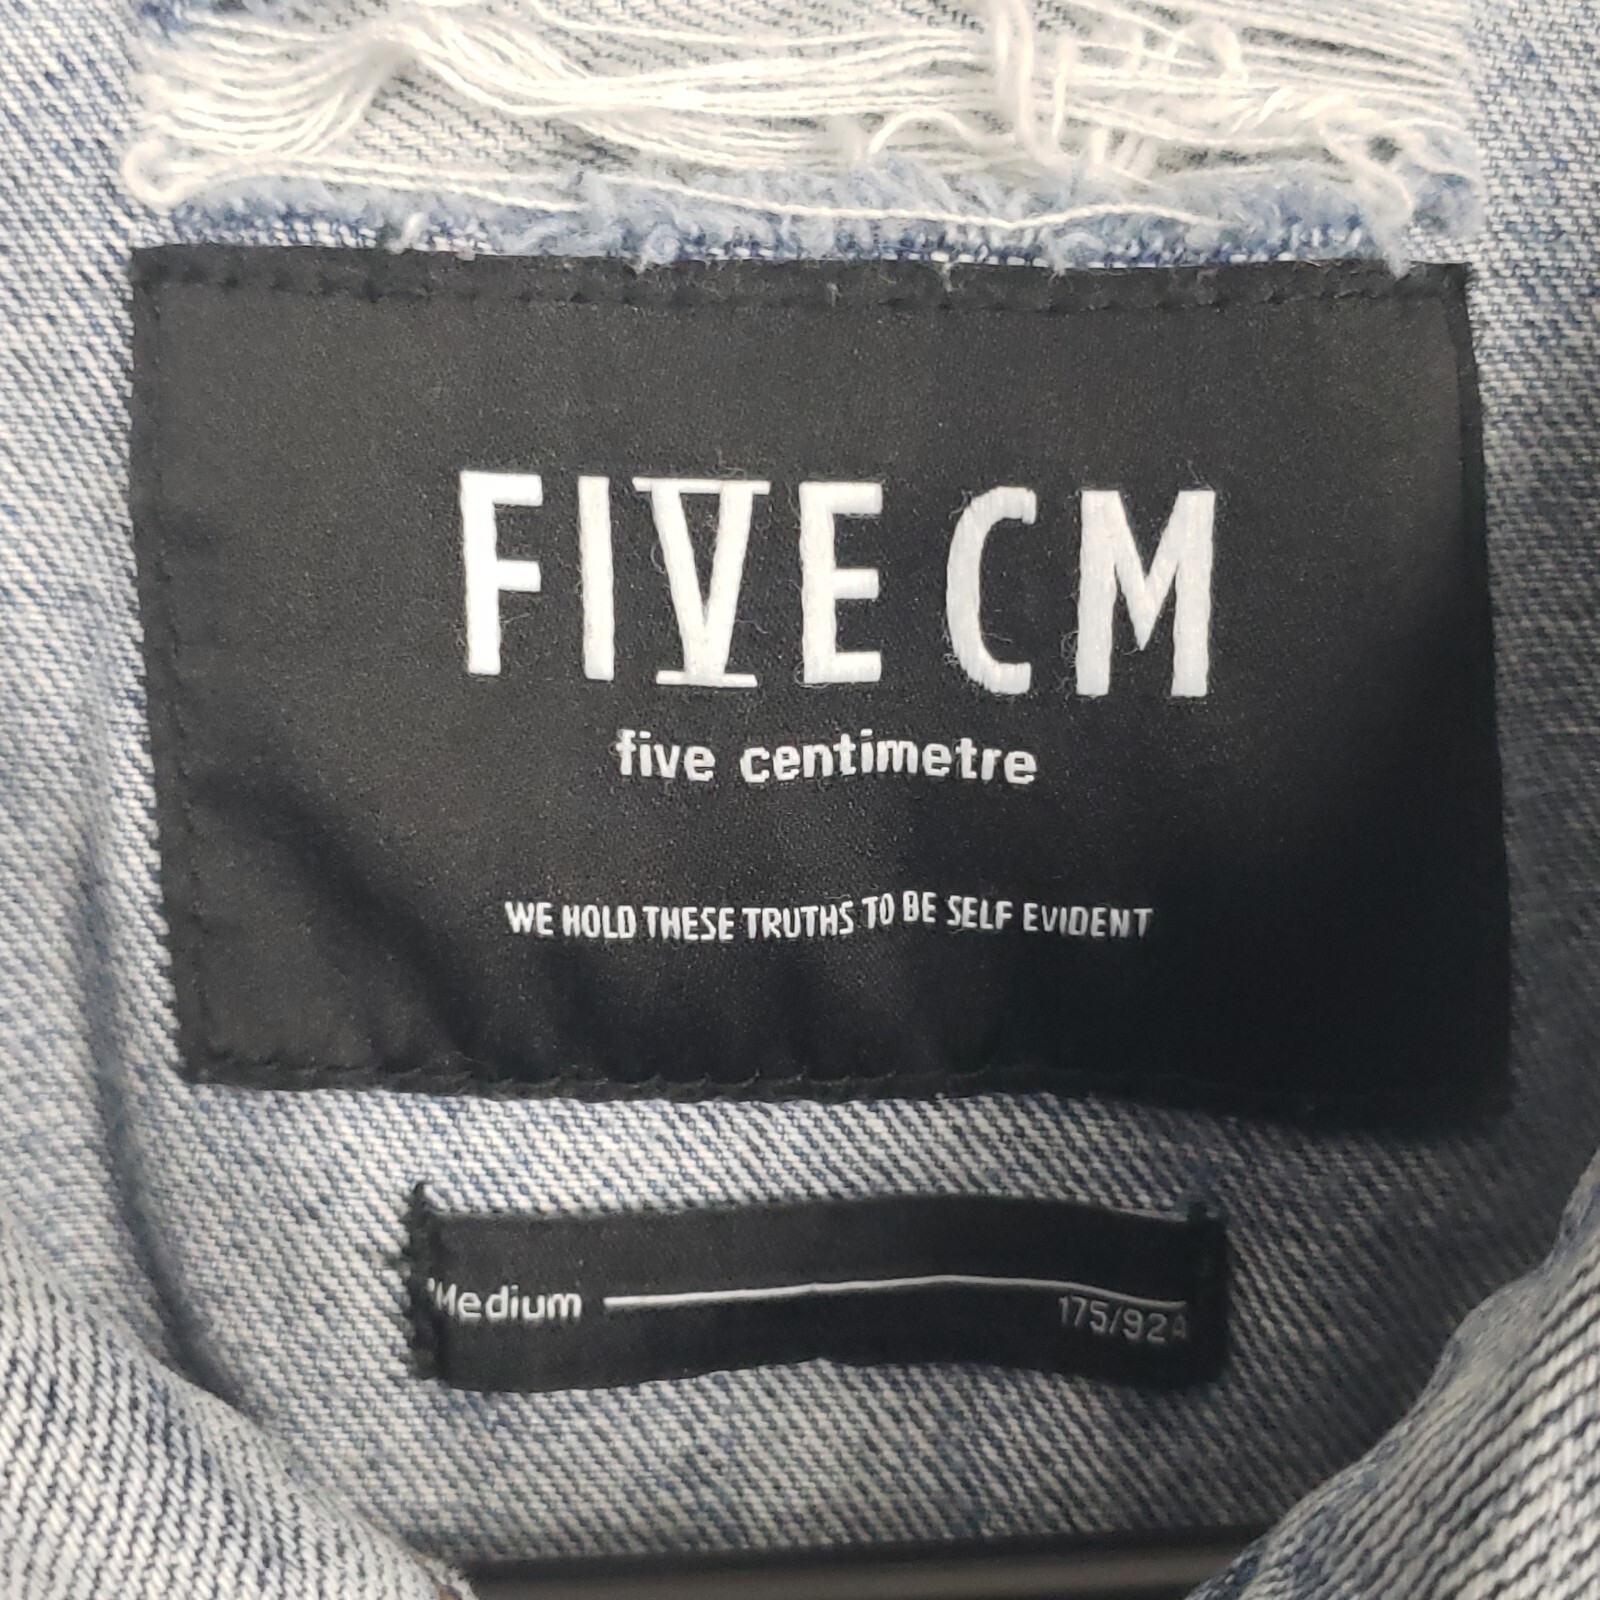 FIVE CM
five centimetre
WE HOLD THESE TRUTHS TO BE SELF EVIDENT
Medium 175/92A